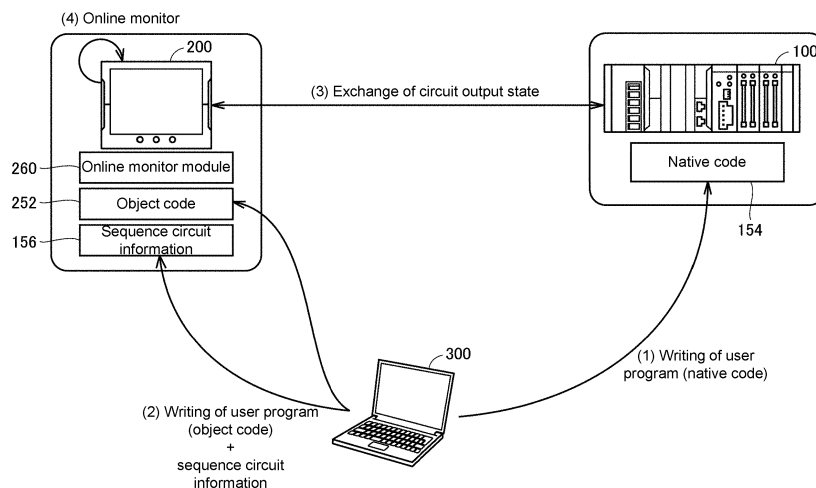 (4) Online monitor
200
100
(3) Exchange of circuit output state
260
Online monitor module
Native code
252
Object code
154
156
Sequence circuit
information
300
(1) Writing of user
program (native code)
(2) Writing of user program
(object code)
+
sequence circuit
information